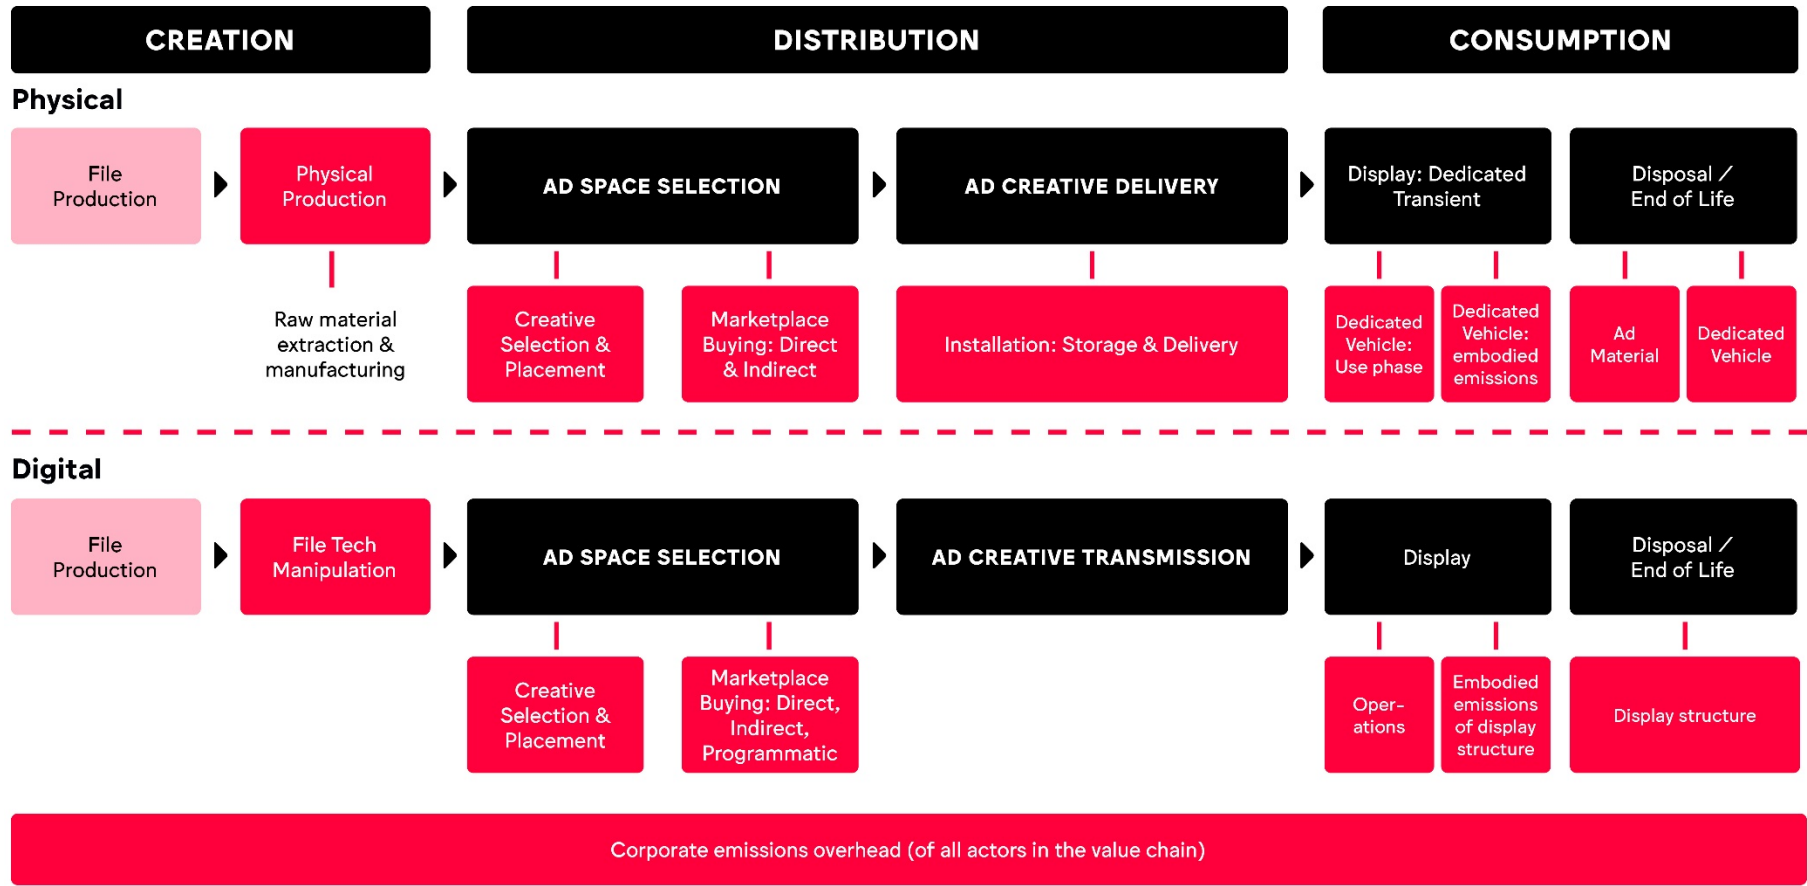 CREATION
DISTRIBUTION
CONSUMPTION
Physical
File
Production
Physical
Production
AD SPACE SELECTION
AD CREATIVE DELIVERY
Display: Dedicated
Transient
Disposal /
End of Life
Raw material
extraction &
manufacturing
Creative
Selection &
Placement
Marketplace
Buying: Direct
& Indirect
Installation: Storage & Delivery
Dedicated
Vehicle:
Use phase
Dedicated
Vehicle:
embodied
emissions
Ad
Material
Dedicated
Vehicle
Digital
File
Production
File Tech
Manipulation
AD SPACE SELECTION
AD CREATIVE TRANSMISSION
Display
Disposal /
End of Life
Creative
Selection &
Placement
Marketplace
Buying: Direct,
Indirect,
Programmatic
Oper-
ations
Embodied
emissions
of display
structure
Display structure
Corporate emissions overhead (of all actors in the value chain)